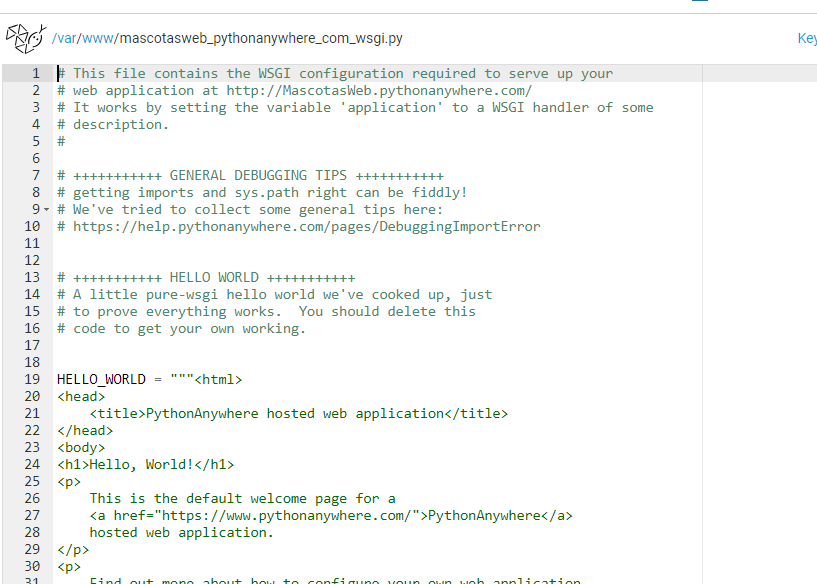 /var/www/mascotasweb_pythonanywhere_com_wsgi.py Key
1 # This file contains the WSGI configuration required to serve up your
2 # web application at http://MascotasWeb.pythonanywhere.com/
3 # It works by setting the variable 'application' to a WSGI handler of some
4 # description.
5 #
6
7 # +++++++++++ GENERAL DEBUGGING TIPS +++++++++++
8 # getting imports and sys.path right can be fiddly!
9 # We've tried to collect some general tips here:
10 # https://help.pythonanywhere.com/pages/DebuggingImportError
11
12
13 # +++++++++++ HELLO WORLD +++++++++++
14 # A little pure-wsgi hello world we've cooked up, just
15 # to prove everything works.  You should delete this
16 # code to get your own working.
17
18
19 HELLO_WORLD = """<html>
20 <head>
21     <title>PythonAnywhere hosted web application</title>
22 </head>
23 <body>
24 <h1>Hello, World!</h1>
25 <p>
26     This is the default welcome page for a
27     <a href="https://www.pythonanywhere.com/">PythonAnywhere</a>
28     hosted web application.
29 </p>
30 <p>
31     Find out more about how to configure your own web application